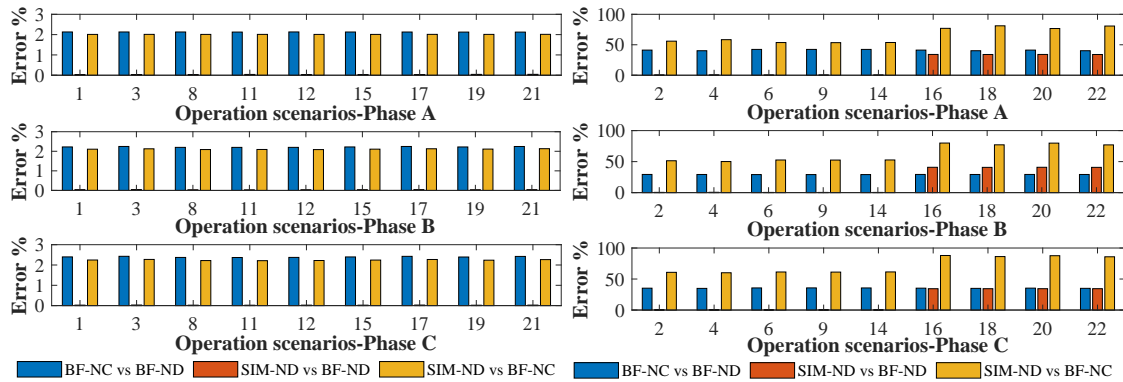 3
2
1
0
Error %
1 3 8 11 12 15 17 19 21
Operation scenarios-Phase A
3
2
1
0
Error %
1 3 8 11 12 15 17 19 21
Operation scenarios-Phase B
3
2
1
0
Error %
1 3 8 11 12 15 17 19 21
Operation scenarios-Phase C
BF-NC vs BF-ND SIM-ND vs BF-ND SIM-ND vs BF-NC
100
50
0
Error %
2 4 6 9 14 16 18 20 22
Operation scenarios-Phase A
100
50
0
Error %
2 4 6 9 14 16 18 20 22
Operation scenarios-Phase B
100
50
0
Error %
2 4 6 9 14 16 18 20 22
Operation scenarios-Phase C
BF-NC vs BF-ND SIM-ND vs BF-ND SIM-ND vs BF-NC